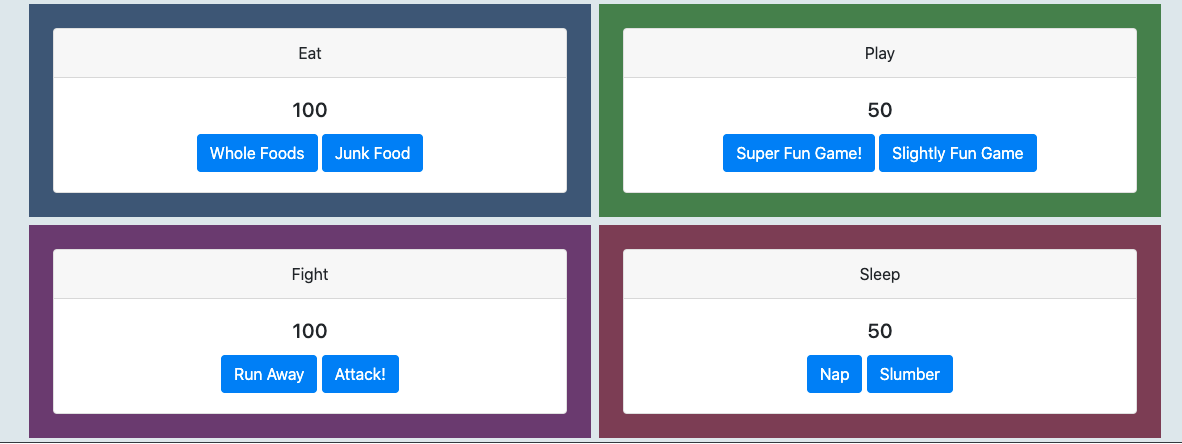 Eat
100
Whole Foods Junk Food
Play
50
Super Fun Game! Slightly Fun Game
Fight
100
Run Away Attack!
Sleep
50
Nap Slumber